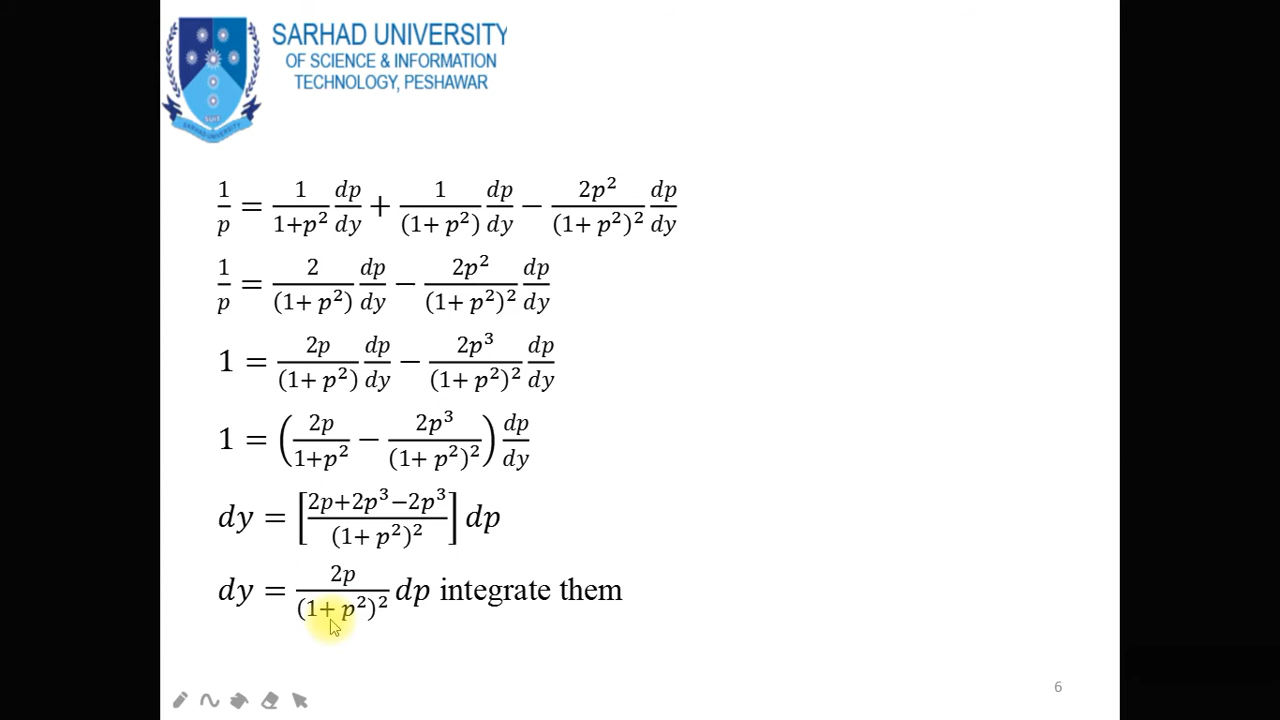 SARHAD UNIVERSITY
OF SCIENCE & INFORMATION
TECHNOLOGY, PESHAWAR
SUIT
SARHAD-UNIVERSITY
1/p = 1/(1+p²) dp/dy + 1/(1+ p²) dp/dy − 2p²/(1+ p²)² dp/dy
1/p = 2/(1+ p²) dp/dy − 2p²/(1+ p²)² dp/dy
1 = 2p/(1+ p²) dp/dy − 2p³/(1+ p²)² dp/dy
1 = (2p/(1+p²) − 2p³/(1+ p²)²) dp/dy
dy = [(2p+2p³−2p³)/(1+ p²)²] dp
dy = 2p/(1+ p²)² dp integrate them
6